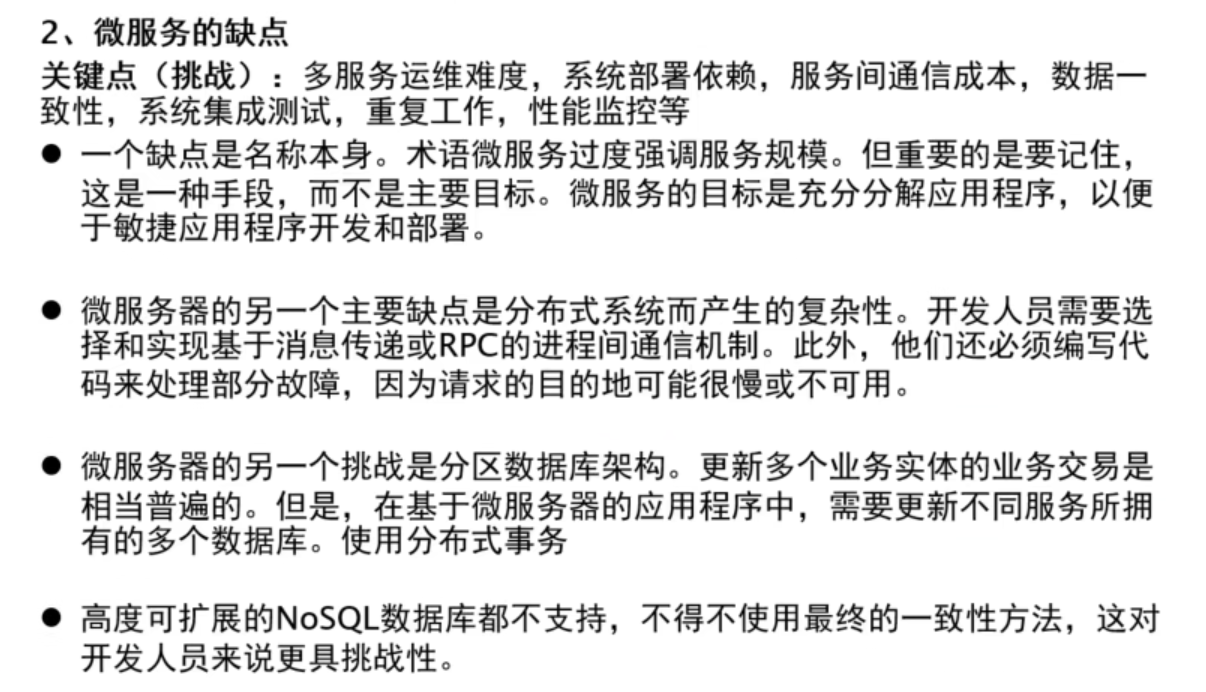 2、微服务的缺点
关键点（挑战）：多服务运维难度，系统部署依赖，服务间通信成本，数据一
致性，系统集成测试，重复工作，性能监控等
● 一个缺点是名称本身。术语微服务过度强调服务规模。但重要的是要记住，
这是一种手段，而不是主要目标。微服务的目标是充分分解应用程序，以便
于敏捷应用程序开发和部署。
● 微服务器的另一个主要缺点是分布式系统而产生的复杂性。开发人员需要选
择和实现基于消息传递或RPC的进程间通信机制。此外，他们还必须编写代
码来处理部分故障，因为请求的目的地可能很慢或不可用。
● 微服务器的另一个挑战是分区数据库架构。更新多个业务实体的业务交易是
相当普遍的。但是，在基于微服务器的应用程序中，需要更新不同服务所拥
有的多个数据库。使用分布式事务
● 高度可扩展的NoSQL数据库都不支持，不得不使用最终的一致性方法，这对
开发人员来说更具挑战性。